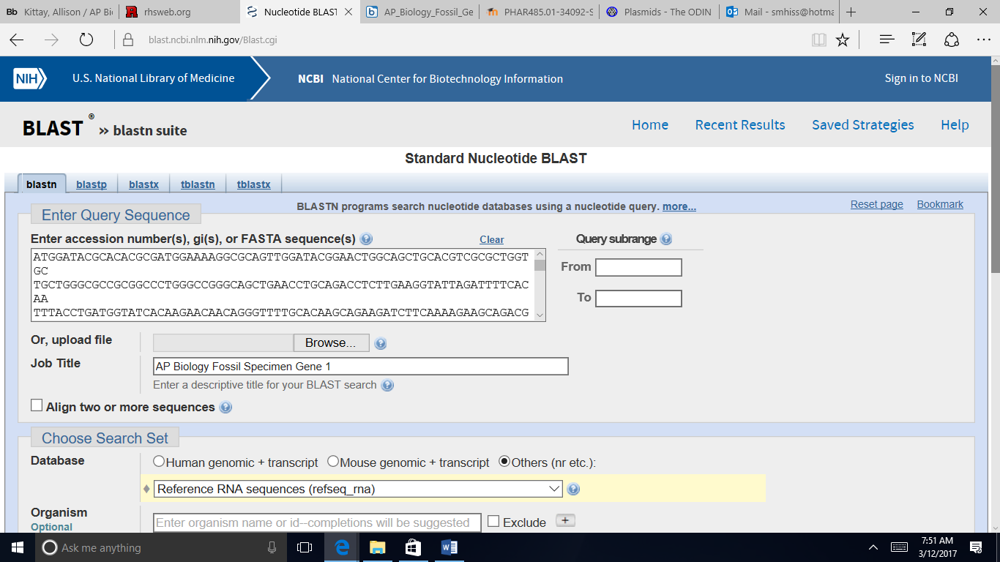 Bb Kittay, Allison / AP Bi
rhsweb.org
Nucleotide BLAST
AP_Biology_Fossil_Ge
PHAR485.01-34092-S
Plasmids - The ODIN
Mail - smhiss@hotma
blast.ncbi.nlm.nih.gov/Blast.cgi
NIH U.S. National Library of Medicine NCBI National Center for Biotechnology Information Sign in to NCBI
BLAST ® » blastn suite Home Recent Results Saved Strategies Help
Standard Nucleotide BLAST
blastn blastp blastx tblastn tblastx
BLASTN programs search nucleotide databases using a nucleotide query. more... Reset page Bookmark
Enter Query Sequence
Enter accession number(s), gi(s), or FASTA sequence(s) Clear Query subrange
ATGGATACGCACACGCGATGGAAAAGGCGCAGTTGGATACGGAACTGGCAGCTGCACGTCGCGCTGGT
GC
TGCTGGGCGCCGCGGCCCTGGGCCGGGCAGCTGAACCTGCAGACCTCTTGAAGGTATTAGATTTTCAC
AA
TTTACCTGATGGTATCACAAGAACAACAGGGTTTTGCACAAGCAGAAGATCTTCAAAAGAAGCAGACG
From
To
Or, upload file Browse...
Job Title AP Biology Fossil Specimen Gene 1
Enter a descriptive title for your BLAST search
Align two or more sequences
Choose Search Set
Database Human genomic + transcript Mouse genomic + transcript Others (nr etc.):
Reference RNA sequences (refseq_rna)
Organism
Optional
Enter organism name or id--completions will be suggested Exclude +
Ask me anything
7:51 AM
3/12/2017